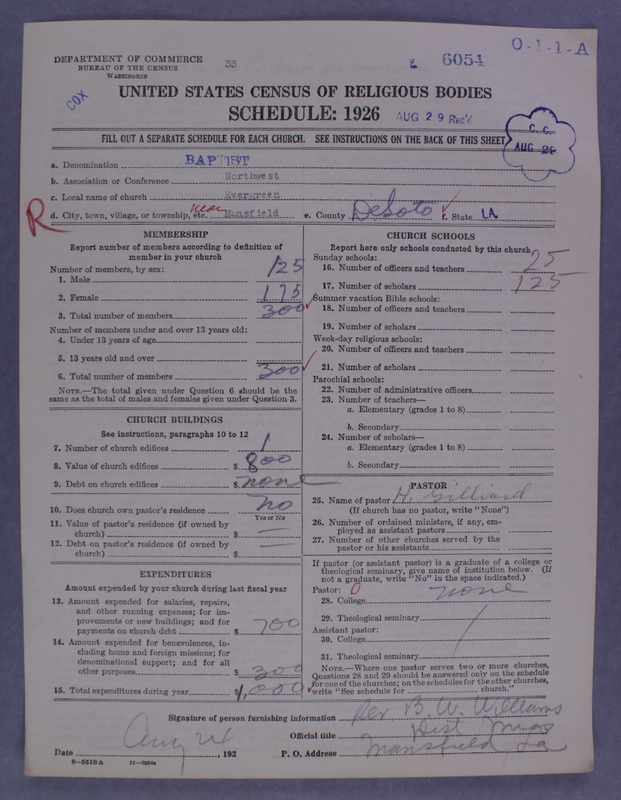 DEPARTMENT OF COMMERCE
BUREAU OF THE CENSUS
WASHINGTON
33
6054
O-1-1-A
COX
UNITED STATES CENSUS OF RELIGIOUS BODIES
SCHEDULE: 1926
AUG 29 Rec'd
C. C.
AUG 26
FILL OUT A SEPARATE SCHEDULE FOR EACH CHURCH. SEE INSTRUCTIONS ON THE BACK OF THIS SHEET
a. Denomination BAPTIST
b. Association or Conference Northwest
c. Local name of church Evergreen
R d. City, town, village, or township, etc. near Mansfield e. County DeSoto f. State LA.
MEMBERSHIP
Report number of members according to definition of
member in your church
Number of members, by sex:
1. Male 125
2. Female 175
3. Total number of members 300
Number of members under and over 13 years old:
4. Under 13 years of age
5. 13 years old and over
6. Total number of members 300
NOTE.—The total given under Question 6 should be the
same as the total of males and females given under Question 3.
CHURCH BUILDINGS
See instructions, paragraphs 10 to 12
7. Number of church edifices 1
8. Value of church edifices $ 800
9. Debt on church edifices $ none
10. Does church own pastor's residence no
Yes or No
11. Value of pastor's residence (if owned by
church) $ —
12. Debt on pastor's residence (if owned by
church) $ —
EXPENDITURES
Amount expended by your church during last fiscal year
13. Amount expended for salaries, repairs,
and other running expenses; for im-
provements or new buildings; and for
payments on church debt $ 700
14. Amount expended for benevolences, in-
cluding home and foreign missions; for
denominational support; and for all
other purposes $ 300
15. Total expenditures during year $ 1,000
CHURCH SCHOOLS
Report here only schools conducted by this church
Sunday schools:
16. Number of officers and teachers 25
17. Number of scholars 125
Summer vacation Bible schools:
18. Number of officers and teachers
19. Number of scholars
Week-day religious schools:
20. Number of officers and teachers
21. Number of scholars
Parochial schools:
22. Number of administrative officers
23. Number of teachers—
a. Elementary (grades 1 to 8)
b. Secondary
24. Number of scholars—
a. Elementary (grades 1 to 8)
b. Secondary
PASTOR
25. Name of pastor H. Gilliard
(If church has no pastor, write "None")
26. Number of ordained ministers, if any, em-
ployed as assistant pastors
27. Number of other churches served by the
pastor or his assistants
If pastor (or assistant pastor) is a graduate of a college or
theological seminary, give name of institution below. (If
not a graduate, write "No" in the space indicated.)
Pastor: 0
28. College none
29. Theological seminary
Assistant pastor:
30. College
31. Theological seminary
NOTE.—Where one pastor serves two or more churches,
Questions 28 and 29 should be answered only on the schedule
for one of the churches; on the schedules for the other churches,
write "See schedule for church."
Signature of person furnishing information Rev B. W. Williams
Official title Dist Miss
Date Aug 24, 192 P. O. Address Mansfield, La
8-5318a